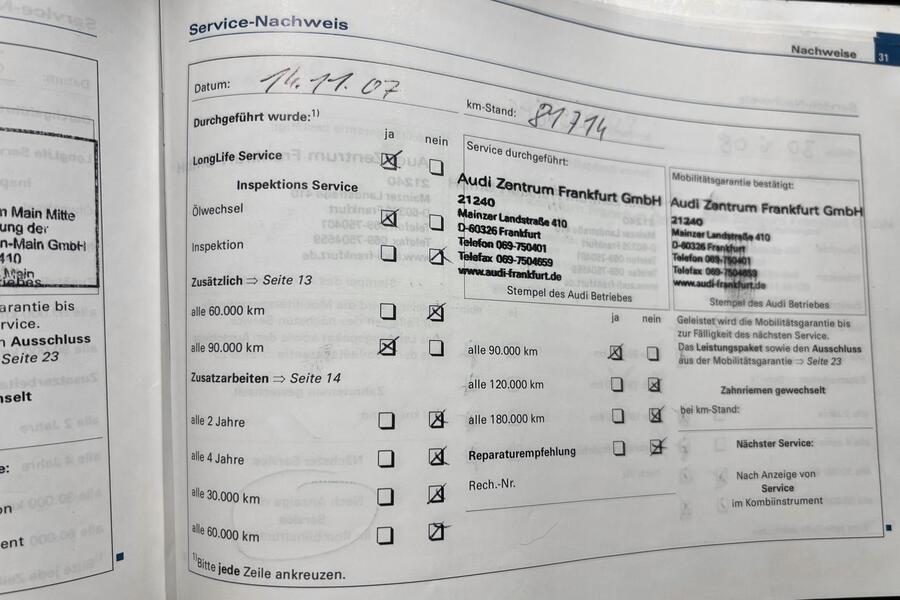 Service-Nachweis
Nachweise 31
Datum: 14.11.07
km-Stand: 81714
Durchgeführt wurde:1)
ja nein
LongLife Service
Inspektions Service
Ölwechsel
Inspektion
Zusätzlich ⇒ Seite 13
alle 60.000 km
alle 90.000 km
Zusatzarbeiten ⇒ Seite 14
alle 2 Jahre
alle 4 Jahre
alle 30.000 km
alle 60.000 km
1)Bitte jede Zeile ankreuzen.
Service durchgeführt:
Audi Zentrum Frankfurt GmbH
21240
Mainzer Landstraße 410
D-60326 Frankfurt
Telefon 069-750401
Telefax 069-7504659
www.audi-frankfurt.de
Stempel des Audi Betriebes
ja nein
alle 90.000 km
alle 120.000 km
alle 180.000 km
Reparaturempfehlung
Rech.-Nr.
Mobilitätsgarantie bestätigt:
Audi Zentrum Frankfurt GmbH
21240
Mainzer Landstraße 410
D-60326 Frankfurt
Telefon 069-750401
Telefax 069-7504659
www.audi-frankfurt.de
Stempel des Audi Betriebes
Geleistet wird die Mobilitätsgarantie bis
zur Fälligkeit des nächsten Service.
Das Leistungspaket sowie den Ausschluss
aus der Mobilitätsgarantie ⇒ Seite 23
Zahnriemen gewechselt
bei km-Stand:
Nächster Service:
Nach Anzeige von
Service
im Kombiinstrument
n Main Mitte
ung der
n-Main GmbH
410
Main
riebes
arantie bis
rvice.
n Ausschluss
Seite 23
hselt
e:
on
ent